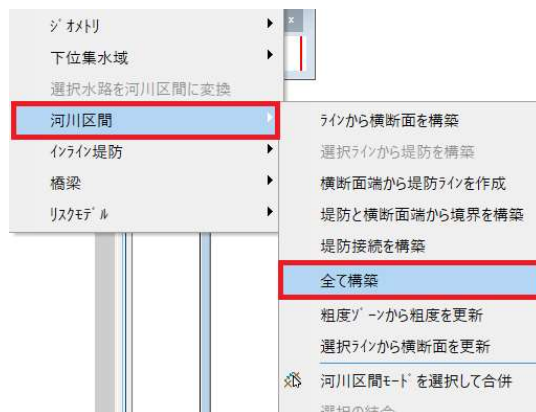 ジオメトリ
下位集水域
選択水路を河川区間に変換
河川区間
インライン堤防
橋梁
リスクモデル
ラインから横断面を構築
選択ラインから堤防を構築
横断面端から堤防ラインを作成
堤防と横断面端から境界を構築
堤防接続を構築
全て構築
粗度ゾーンから粗度を更新
選択ラインから横断面を更新
河川区間モードを選択して合併
選択の結合